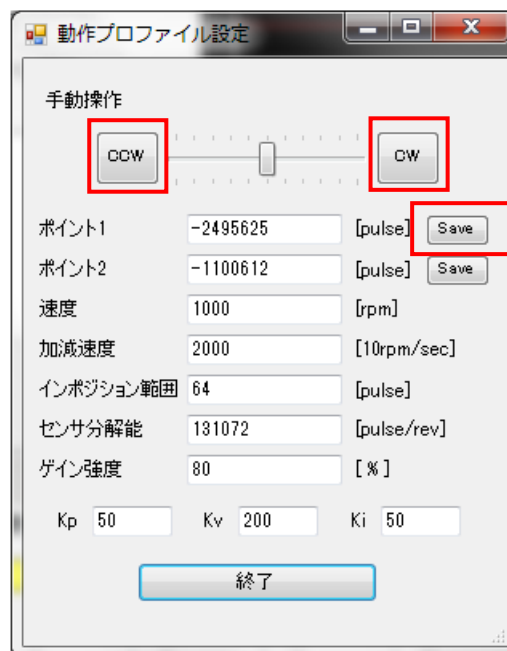 動作プロファイル設定
手動操作
CCW CW
ポイント1 -2495625 [pulse] Save
ポイント2 -1100612 [pulse] Save
速度 1000 [rpm]
加減速度 2000 [10rpm/sec]
インポジション範囲 64 [pulse]
センサ分解能 131072 [pulse/rev]
ゲイン強度 80 [%]
Kp 50 Kv 200 Ki 50
終了